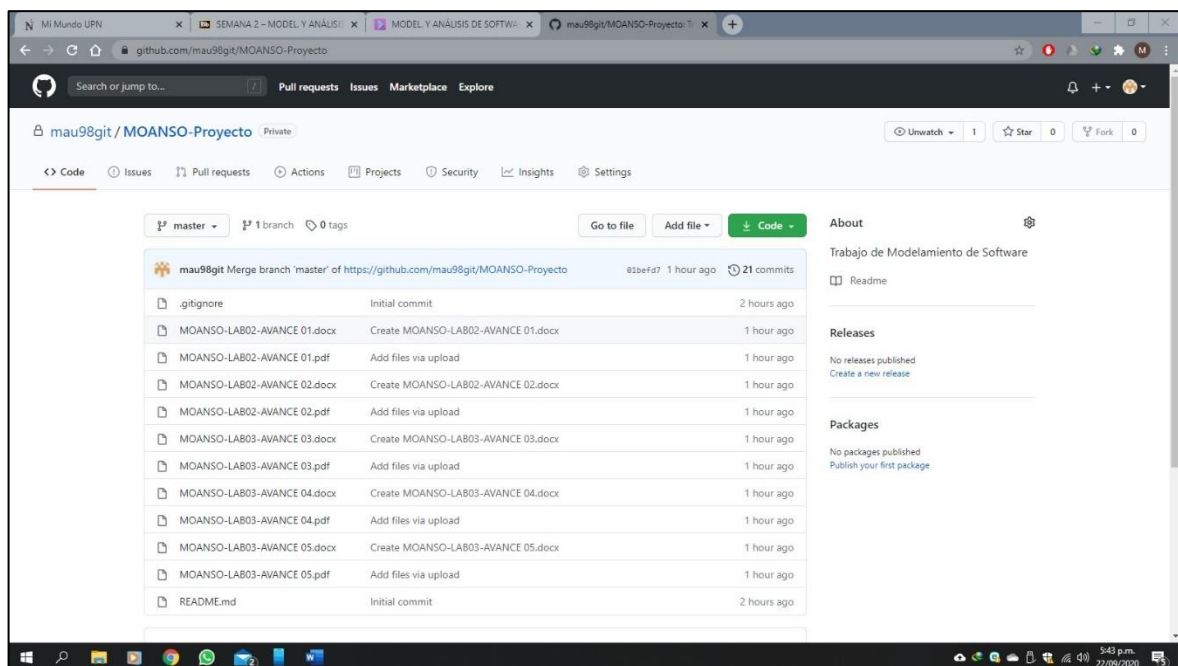 Mi Mundo UPN
SEMANA 2 – MODEL. Y ANÁLISIS
MODEL. Y ANÁLISIS DE SOFTWA
mau98git/MOANSO-Proyecto: T
github.com/mau98git/MOANSO-Proyecto
M
Search or jump to...
/
Pull requests Issues Marketplace Explore
mau98git / MOANSO-Proyecto Private
Unwatch 1 Star 0 Fork 0
<> Code Issues Pull requests Actions Projects Security Insights Settings
master 1 branch 0 tags Go to file Add file Code
mau98git Merge branch 'master' of https://github.com/mau98git/MOANSO-Proyecto 01befd7 1 hour ago 21 commits
.gitignore Initial commit 2 hours ago
MOANSO-LAB02-AVANCE 01.docx Create MOANSO-LAB02-AVANCE 01.docx 1 hour ago
MOANSO-LAB02-AVANCE 01.pdf Add files via upload 1 hour ago
MOANSO-LAB02-AVANCE 02.docx Create MOANSO-LAB02-AVANCE 02.docx 1 hour ago
MOANSO-LAB02-AVANCE 02.pdf Add files via upload 1 hour ago
MOANSO-LAB03-AVANCE 03.docx Create MOANSO-LAB03-AVANCE 03.docx 1 hour ago
MOANSO-LAB03-AVANCE 03.pdf Add files via upload 1 hour ago
MOANSO-LAB03-AVANCE 04.docx Create MOANSO-LAB03-AVANCE 04.docx 1 hour ago
MOANSO-LAB03-AVANCE 04.pdf Add files via upload 1 hour ago
MOANSO-LAB03-AVANCE 05.docx Create MOANSO-LAB03-AVANCE 05.docx 1 hour ago
MOANSO-LAB03-AVANCE 05.pdf Add files via upload 1 hour ago
README.md Initial commit 2 hours ago
About
Trabajo de Modelamiento de Software
Readme
Releases
No releases published
Create a new release
Packages
No packages published
Publish your first package
5:43 p.m.
22/09/2020